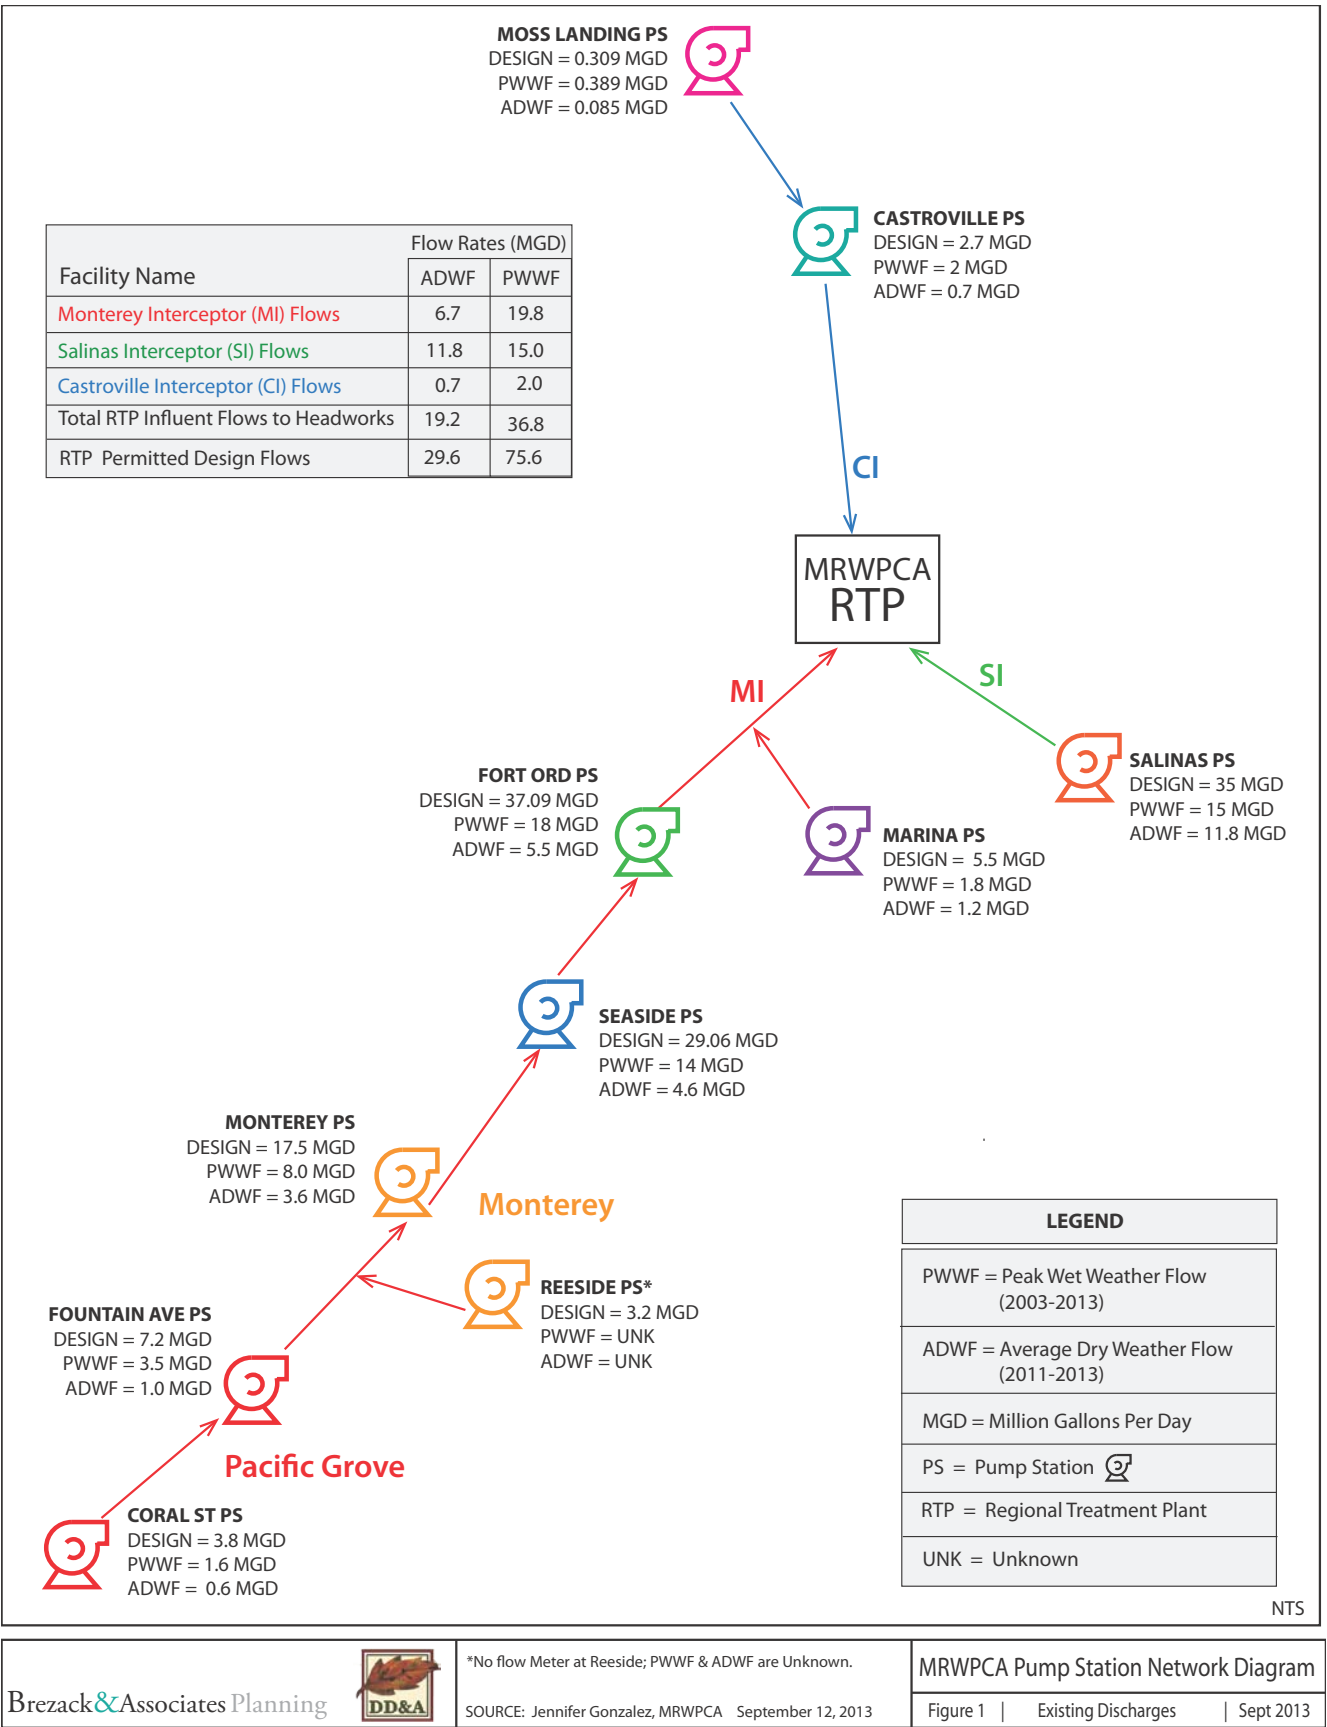 MOSS LANDING PS
DESIGN = 0.309 MGD
PWWF = 0.389 MGD
ADWF = 0.085 MGD
CASTROVILLE PS
DESIGN = 2.7 MGD
PWWF = 2 MGD
ADWF = 0.7 MGD
Flow Rates (MGD)
Facility Name ADWF PWWF
Monterey Interceptor (MI) Flows 6.7 19.8
Salinas Interceptor (SI) Flows 11.8 15.0
Castroville Interceptor (CI) Flows 0.7 2.0
Total RTP Influent Flows to Headworks 19.2 36.8
RTP Permitted Design Flows 29.6 75.6
CI
MRWPCA
RTP
MI
SI
SALINAS PS
DESIGN = 35 MGD
PWWF = 15 MGD
ADWF = 11.8 MGD
FORT ORD PS
DESIGN = 37.09 MGD
PWWF = 18 MGD
ADWF = 5.5 MGD
MARINA PS
DESIGN = 5.5 MGD
PWWF = 1.8 MGD
ADWF = 1.2 MGD
SEASIDE PS
DESIGN = 29.06 MGD
PWWF = 14 MGD
ADWF = 4.6 MGD
MONTEREY PS
DESIGN = 17.5 MGD
PWWF = 8.0 MGD
ADWF = 3.6 MGD
Monterey
REESIDE PS*
DESIGN = 3.2 MGD
PWWF = UNK
ADWF = UNK
FOUNTAIN AVE PS
DESIGN = 7.2 MGD
PWWF = 3.5 MGD
ADWF = 1.0 MGD
Pacific Grove
CORAL ST PS
DESIGN = 3.8 MGD
PWWF = 1.6 MGD
ADWF = 0.6 MGD
LEGEND
PWWF = Peak Wet Weather Flow
(2003-2013)
ADWF = Average Dry Weather Flow
(2011-2013)
MGD = Million Gallons Per Day
PS = Pump Station
RTP = Regional Treatment Plant
UNK = Unknown
NTS
Brezack&Associates Planning
DD&A
*No flow Meter at Reeside; PWWF & ADWF are Unknown.
SOURCE: Jennifer Gonzalez, MRWPCA September 12, 2013
MRWPCA Pump Station Network Diagram
Figure 1 | Existing Discharges | Sept 2013